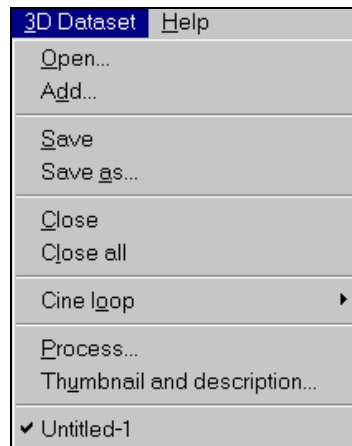 3D Dataset Help
Open...
Add...
Save
Save as...
Close
Close all
Cine loop
Process...
Thumbnail and description...
Untitled-1